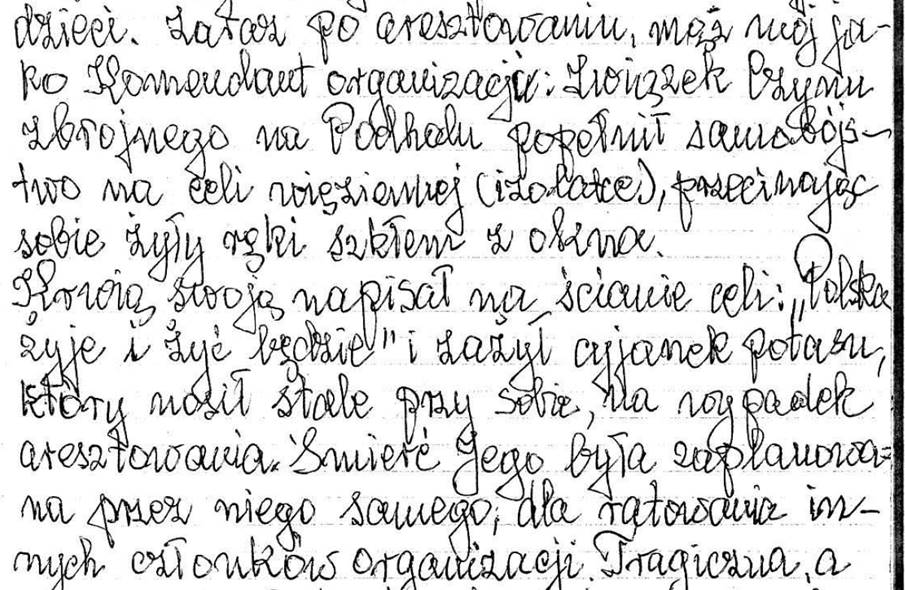 dzieci. Zaraz po aresztowaniu, mąż mój ja-
ko Komendant organizacji: Związek Czynu
Zbrojnego na Podhalu popełnił samobójs-
two na celi więziennej (izolatce), przecinając
sobie żyły ręki szkłem z okna.
Krwią swoją napisał na ścianie celi: „Polska
żyje i żyć będzie" i zażył cyjanek potasu,
który nosił stale przy sobie, na wypadek
aresztowania. Śmierć Jego była zaplanowa=
na przez niego samego, dla ratowania in-
nych członków organizacji. Tragiczna, a